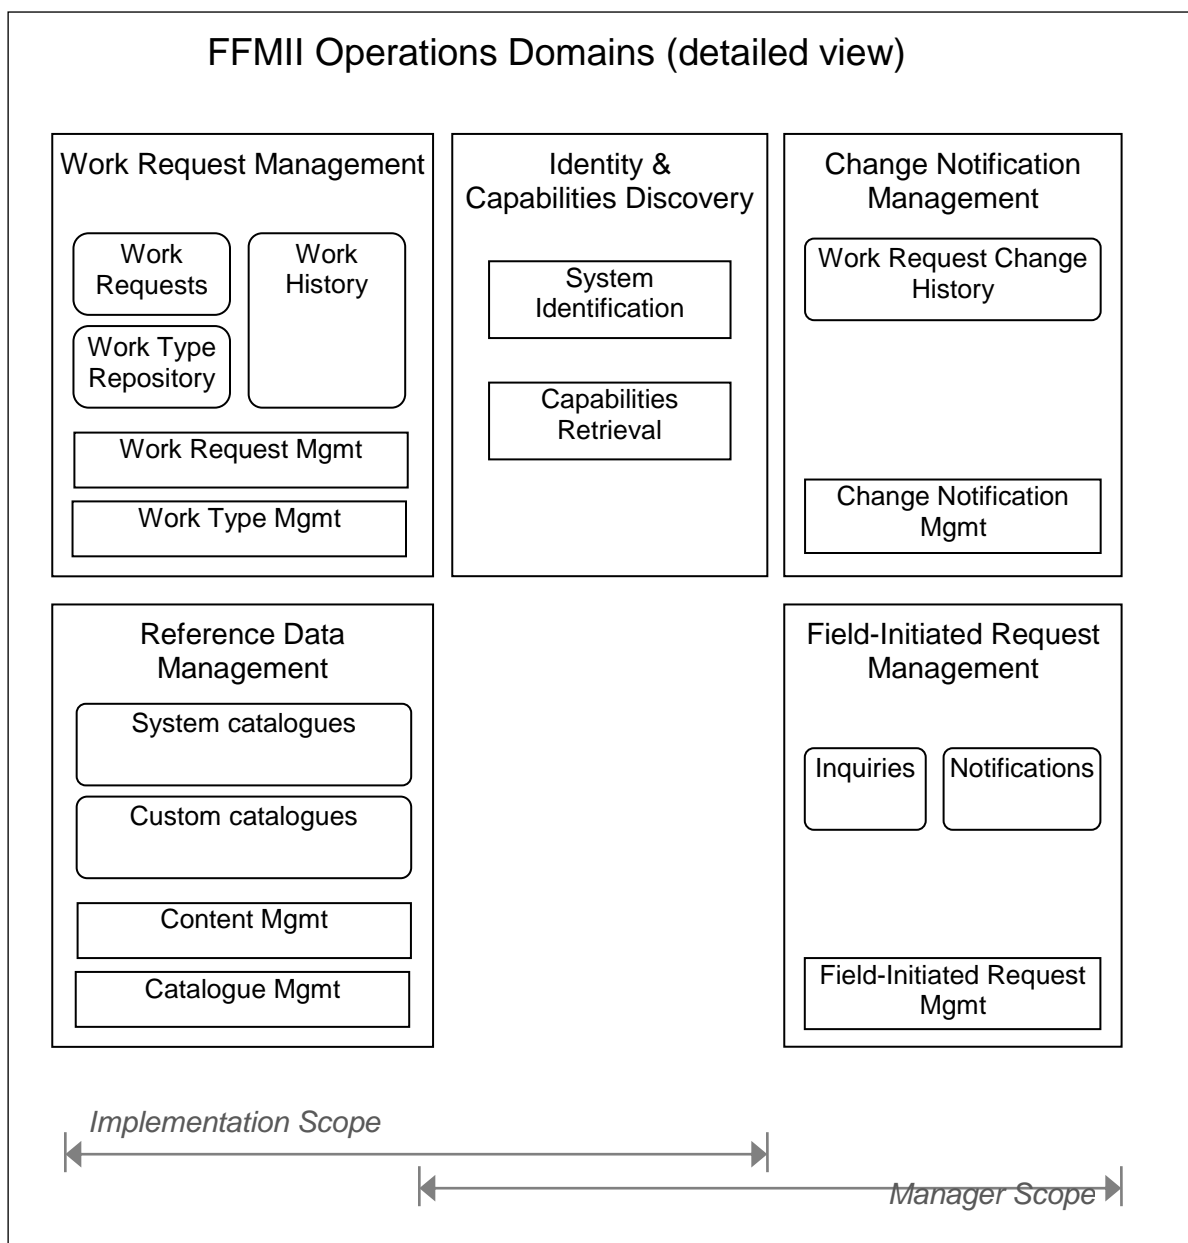 FFMII Operations Domains (detailed view)
Work Request Management
Work
Requests
Work
History
Work Type
Repository
Work Request Mgmt
Work Type Mgmt
Identity &
Capabilities Discovery
System
Identification
Capabilities
Retrieval
Change Notification
Management
Work Request Change
History
Change Notification
Mgmt
Reference Data
Management
System catalogues
Custom catalogues
Content Mgmt
Catalogue Mgmt
Field-Initiated Request
Management
Inquiries
Notifications
Field-Initiated Request
Mgmt
Implementation Scope
Manager Scope